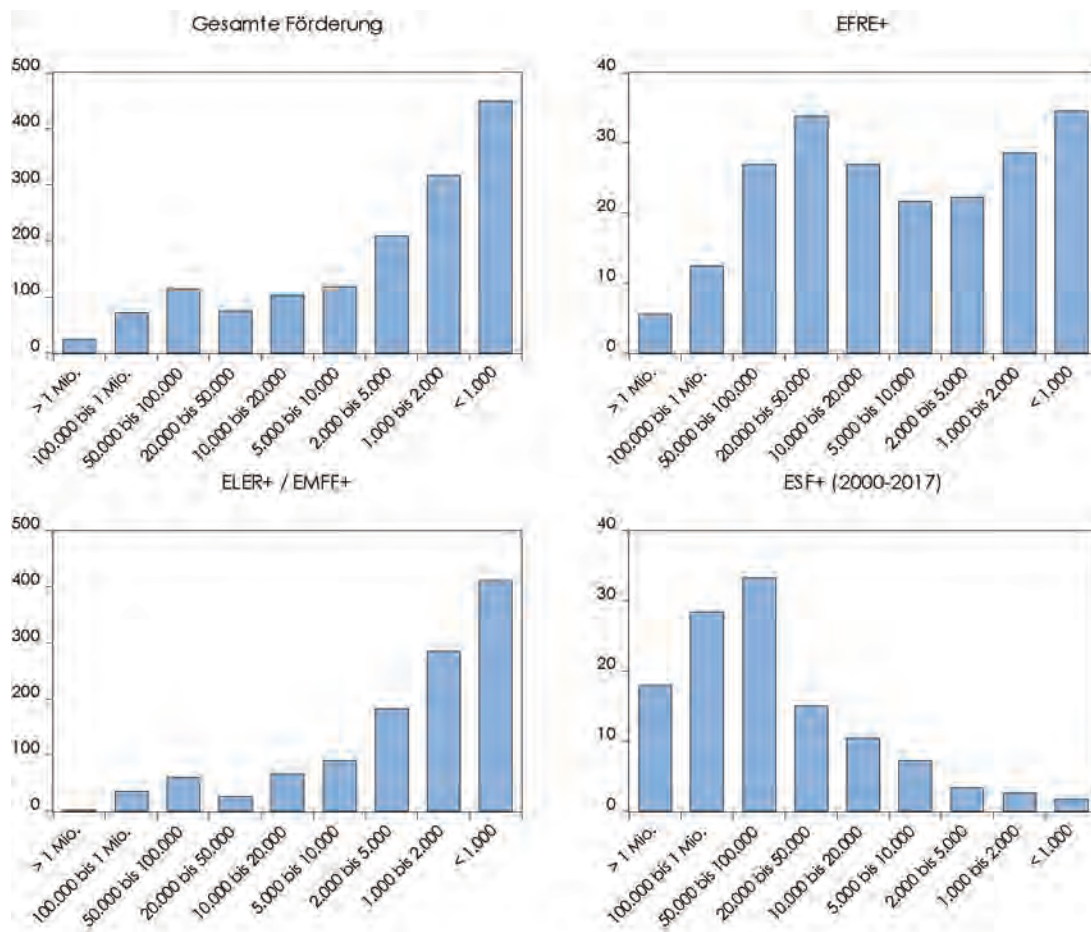 Gesamte Förderung
500
400
300
200
100
0
> 1 Mio.
100.000 bis 1 Mio.
50.000 bis 100.000
20.000 bis 50.000
10.000 bis 20.000
5.000 bis 10.000
2.000 bis 5.000
1.000 bis 2.000
< 1.000
EFRE+
40
30
20
10
0
> 1 Mio.
100.000 bis 1 Mio.
50.000 bis 100.000
20.000 bis 50.000
10.000 bis 20.000
5.000 bis 10.000
2.000 bis 5.000
1.000 bis 2.000
< 1.000
ELER+ / EMFF+
500
400
300
200
100
0
> 1 Mio.
100.000 bis 1 Mio.
50.000 bis 100.000
20.000 bis 50.000
10.000 bis 20.000
5.000 bis 10.000
2.000 bis 5.000
1.000 bis 2.000
< 1.000
ESF+ (2000-2017)
40
30
20
10
0
> 1 Mio.
100.000 bis 1 Mio.
50.000 bis 100.000
20.000 bis 50.000
10.000 bis 20.000
5.000 bis 10.000
2.000 bis 5.000
1.000 bis 2.000
< 1.000